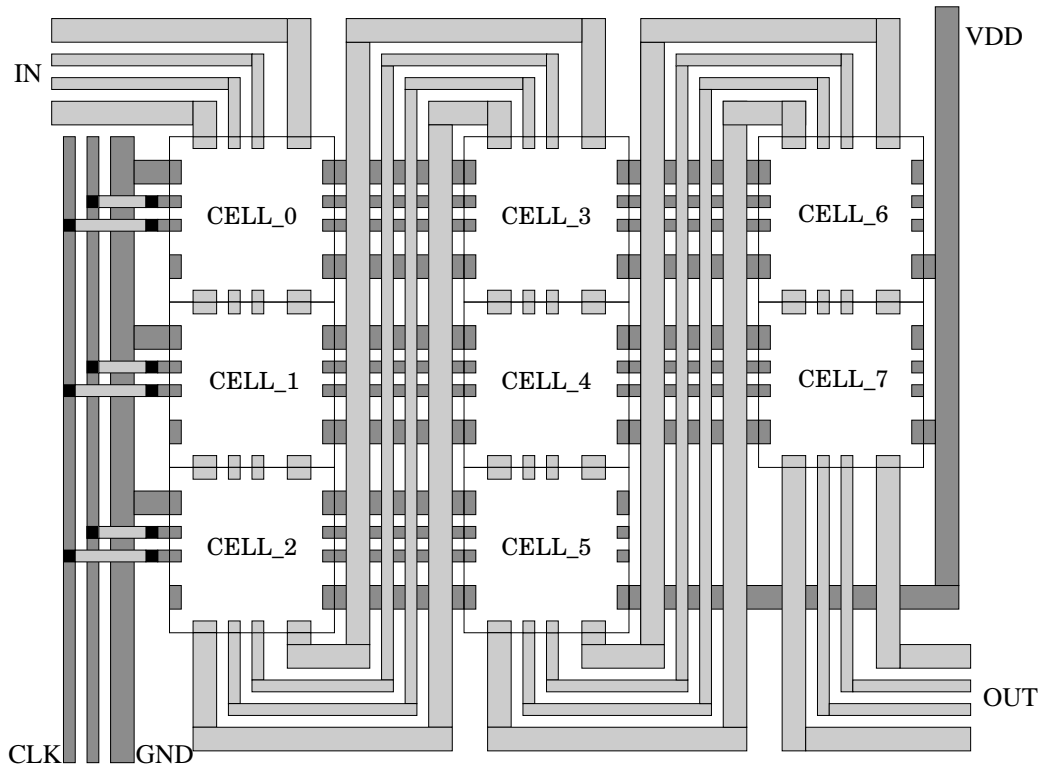 VDD
IN
CELL_0
CELL_3
CELL_6
CELL_1
CELL_4
CELL_7
CELL_2
CELL_5
OUT
CLK
GND